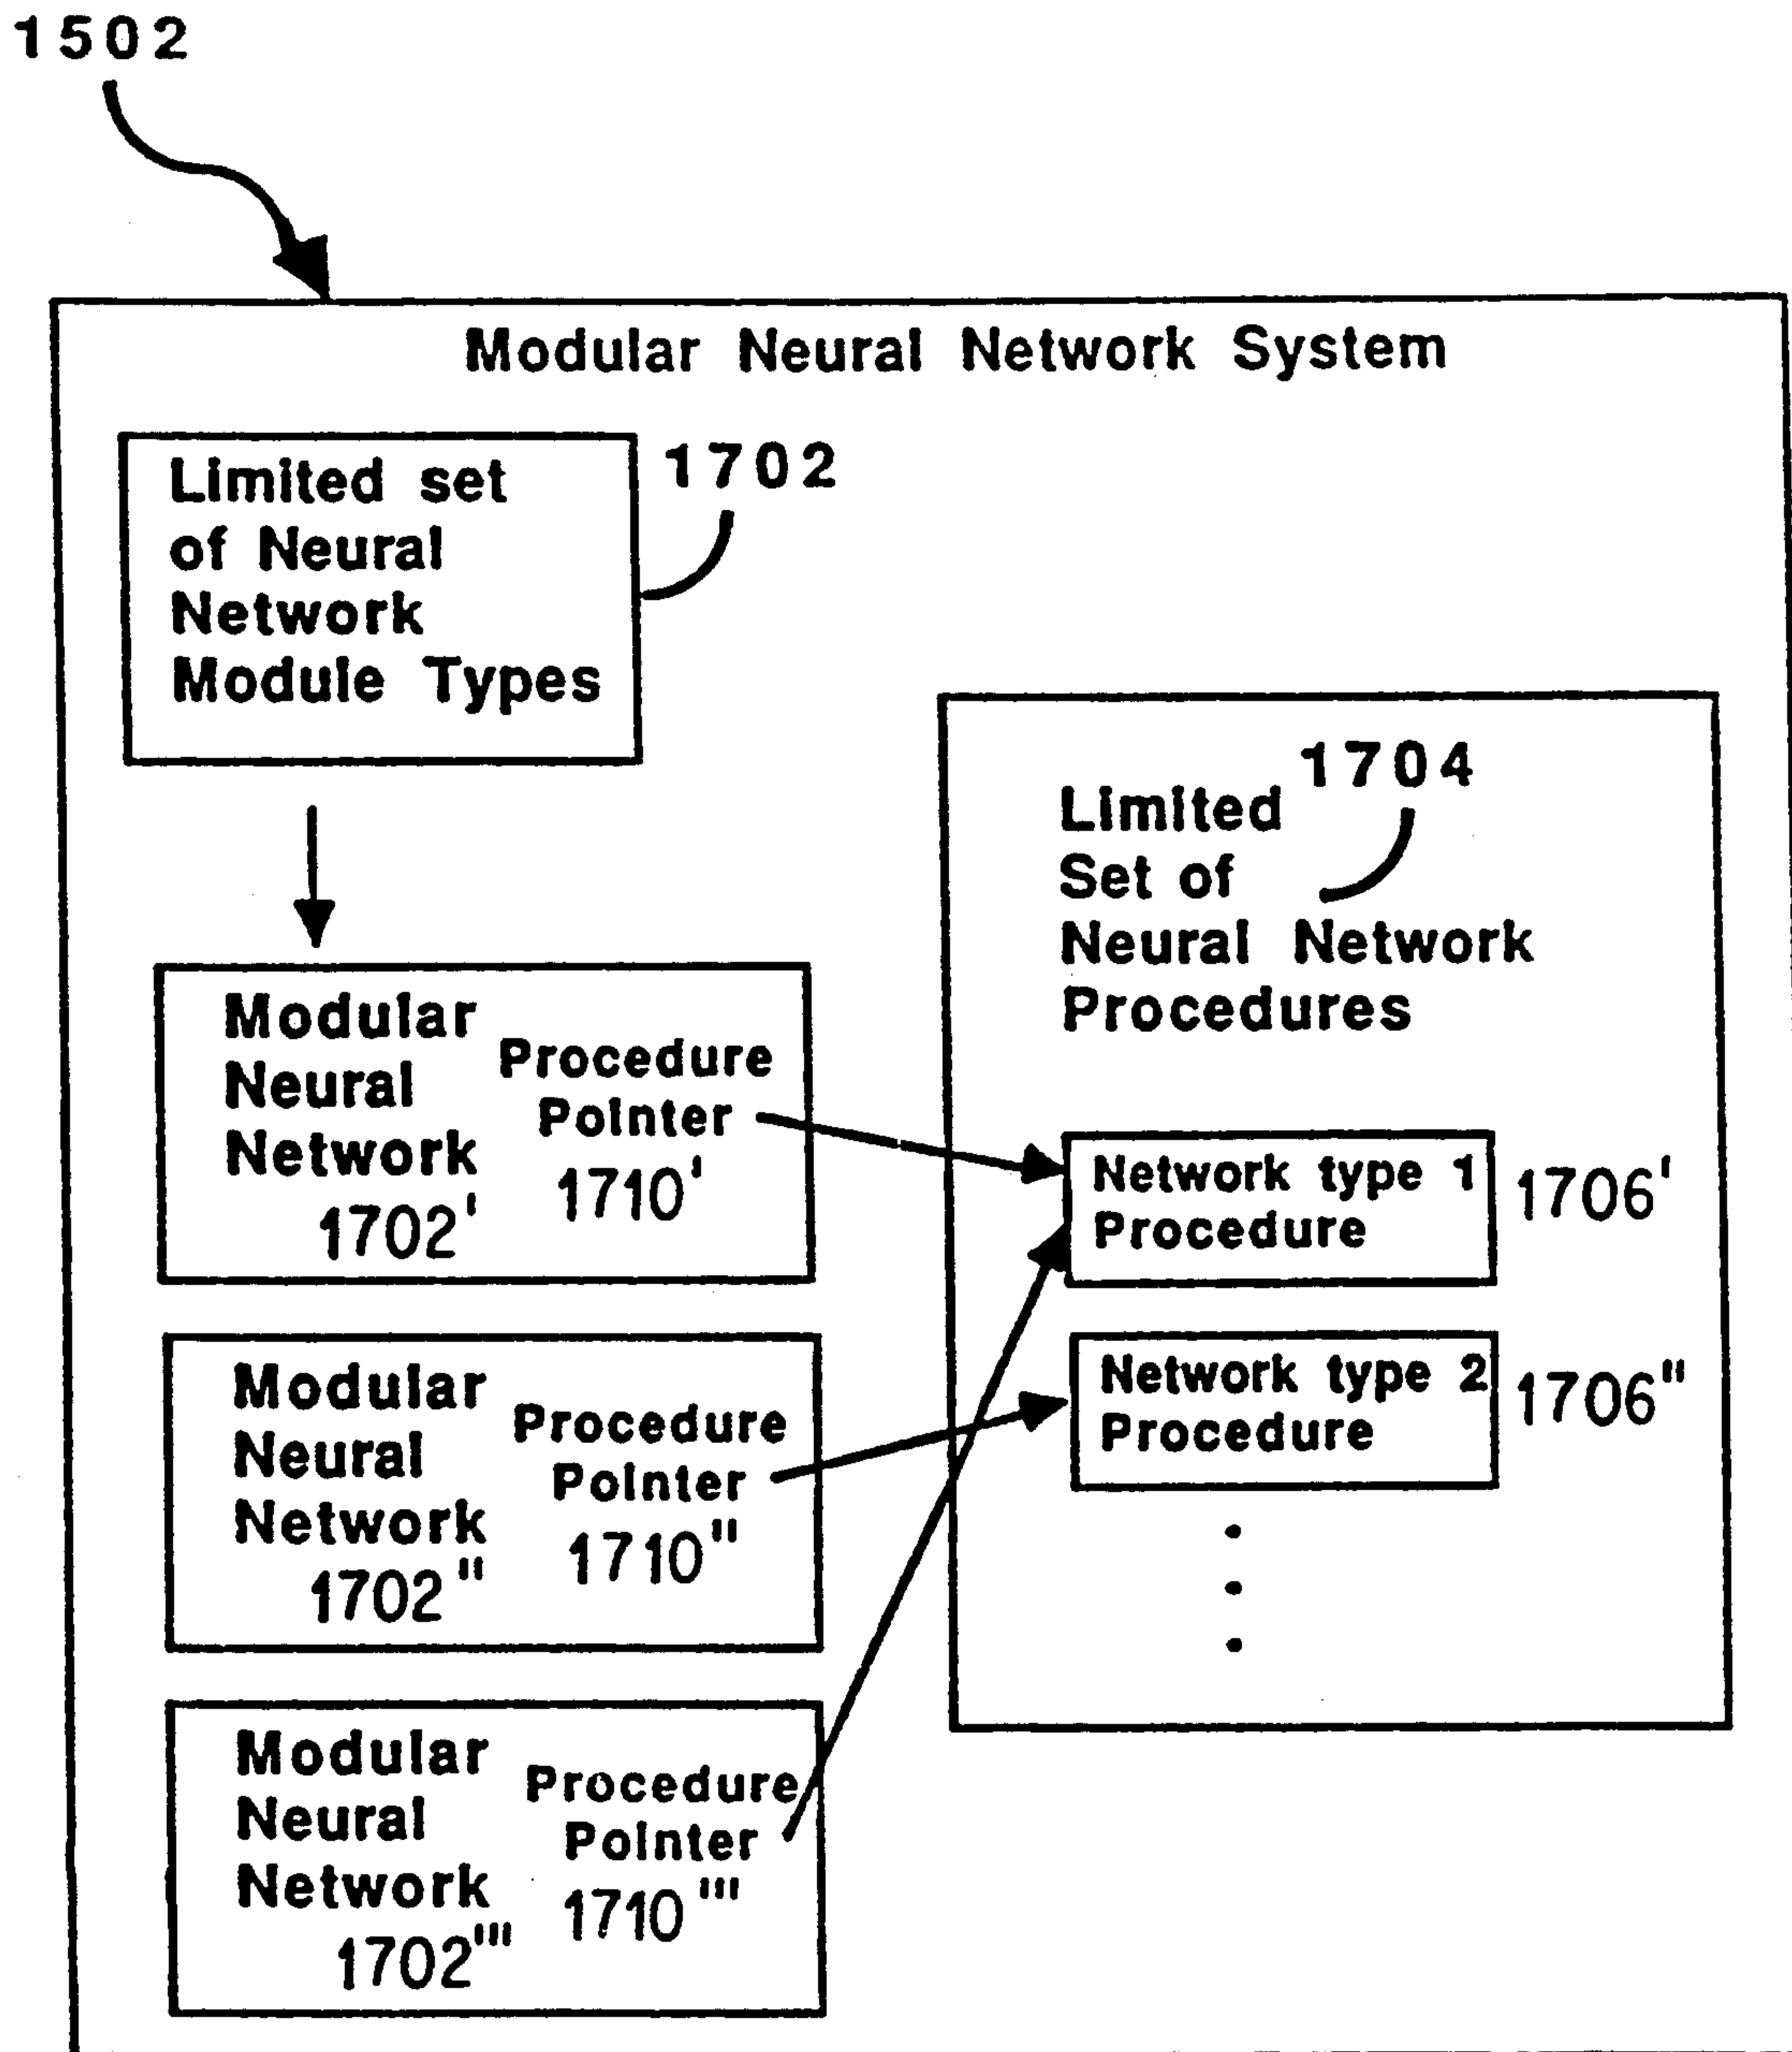 1502
Modular Neural Network System
Limited set
of Neural
Network
Module Types
1702
1704
Limited
Set of
Neural Network
Procedures
Modular
Neural
Network
1702'
Procedure
Pointer
1710'
Network type 1
Procedure
1706'
Modular
Neural
Network
1702"
Procedure
Pointer
1710"
Network type 2
Procedure
1706"
Modular
Neural
Network
1702'"
Procedure
Pointer
1710'"